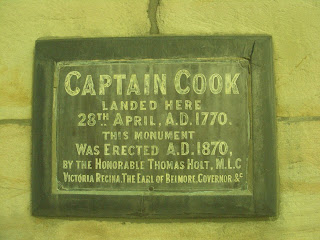 CAPTAIN COOK
LANDED HERE
28TH APRIL, A.D. 1770.
THIS MONUMENT
WAS ERECTED A.D. 1870,
BY THE HONORABLE THOMAS HOLT, M.L.C
VICTORIA REGINA. THE EARL OF BELMORE, GOVERNOR &C